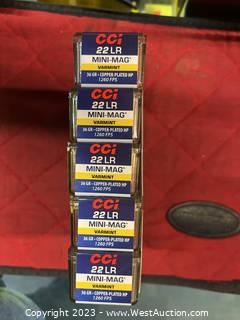 CCI
22 LR
MINI-MAG®
VARMINT
36 GR • COPPER-PLATED HP
1260 FPS
CCI
22 LR
MINI-MAG®
VARMINT
36 GR • COPPER-PLATED HP
1260 FPS
CCI
22 LR
MINI-MAG®
VARMINT
36 GR • COPPER-PLATED HP
1260 FPS
CCI
22 LR
MINI-MAG®
VARMINT
36 GR • COPPER-PLATED HP
1260 FPS
CCI
22 LR
MINI-MAG®
VARMINT
36 GR • COPPER-PLATED HP
1260 FPS
Copyright © 2023 - WestAuction.com